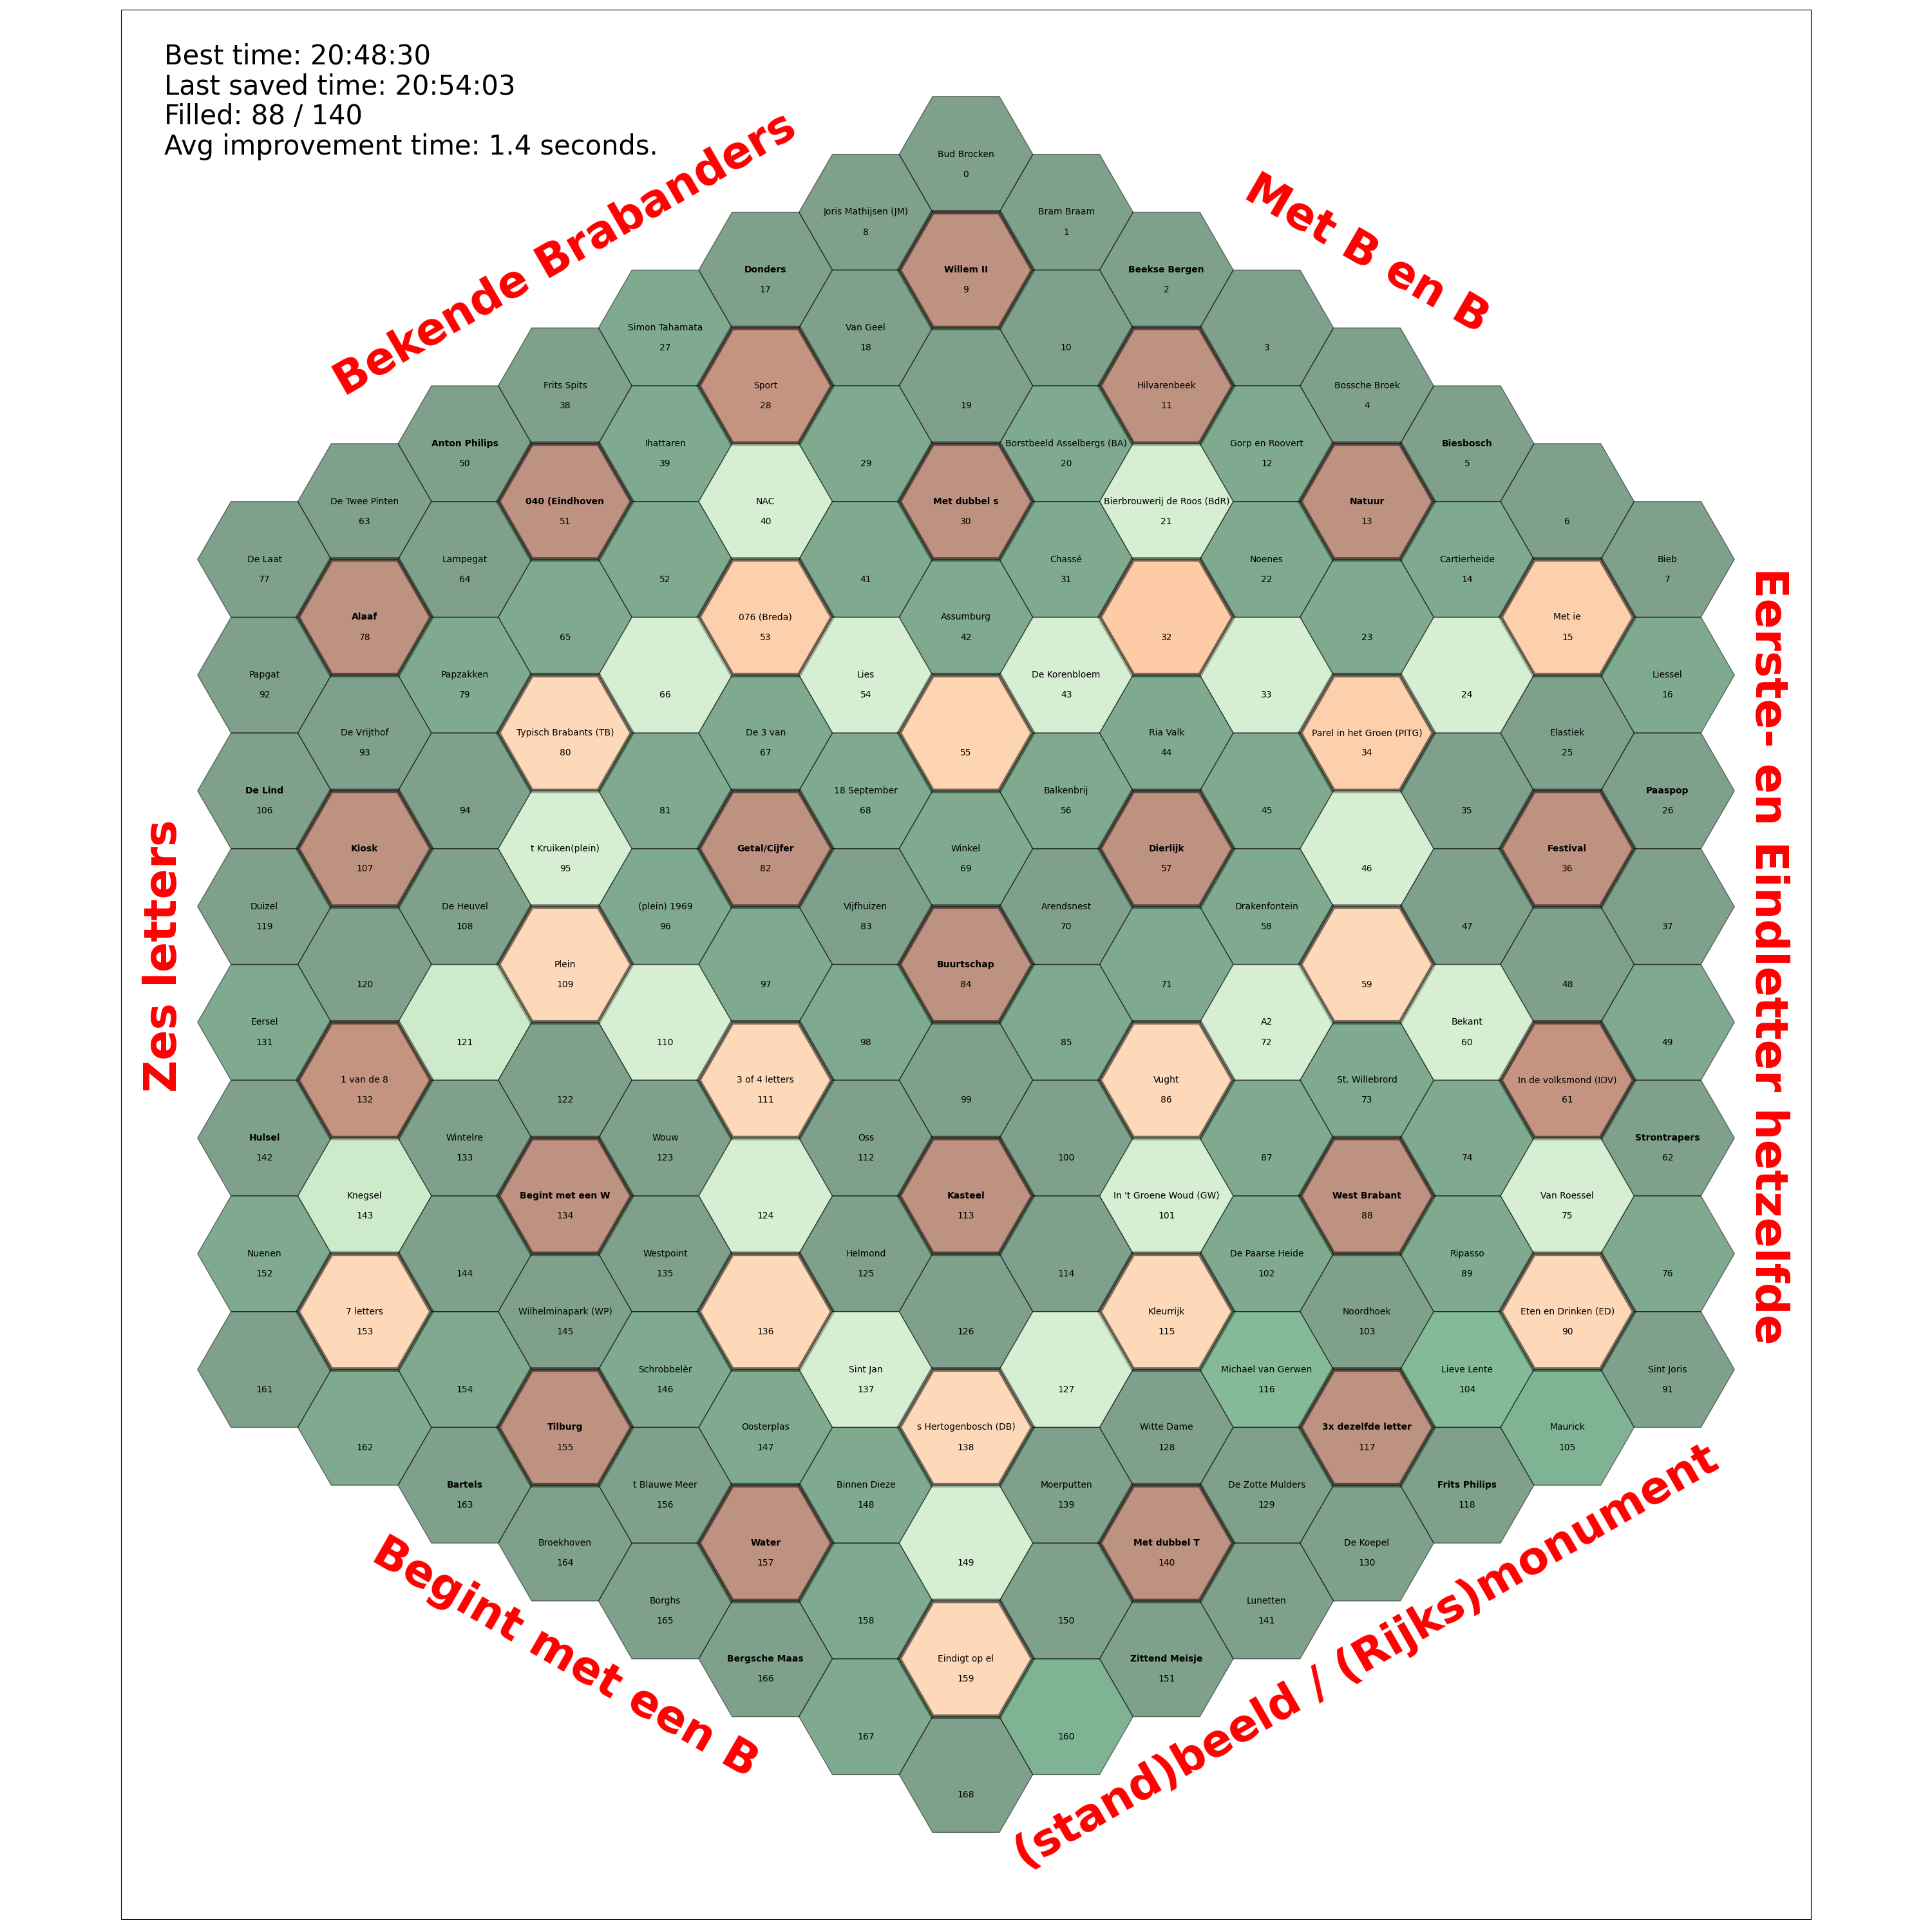 Best time: 20:48:30
Last saved time: 20:54:03
Filled: 88 / 140
Avg improvement time: 1.4 seconds.
Bekende Brabanders
Met B en B
Eerste- en Eindletter hetzelfde
(stand)beeld / (Rijks)monument
Begint met een B
Zes letters
Bud Brocken
0
Joris Mathijsen (JM)
8
Bram Braam
1
Donders
17
Willem II
9
Beekse Bergen
2
Simon Tahamata
27
Van Geel
18
10
3
Frits Spits
38
Sport
28
19
Hilvarenbeek
11
Bossche Broek
4
Anton Philips
50
Ihattaren
39
29
Borstbeeld Asselbergs (BA)
20
Gorp en Roovert
12
Biesbosch
5
De Twee Pinten
63
040 (Eindhoven
51
NAC
40
Met dubbel s
30
Bierbrouwerij de Roos (BdR)
21
Natuur
13
6
De Laat
77
Lampegat
64
52
41
Chassé
31
Noenes
22
Cartierheide
14
Bieb
7
Alaaf
78
65
076 (Breda)
53
Assumburg
42
32
23
Met ie
15
Papgat
92
Papzakken
79
66
Lies
54
De Korenbloem
43
33
24
Liessel
16
De Vrijthof
93
Typisch Brabants (TB)
80
De 3 van
67
55
Ria Valk
44
Parel in het Groen (PITG)
34
Elastiek
25
De Lind
106
94
81
18 September
68
Balkenbrij
56
45
35
Paaspop
26
Kiosk
107
t Kruiken(plein)
95
Getal/Cijfer
82
Winkel
69
Dierlijk
57
46
Festival
36
Duizel
119
De Heuvel
108
(plein) 1969
96
Vijfhuizen
83
Arendsnest
70
Drakenfontein
58
47
37
120
Plein
109
97
Buurtschap
84
71
59
48
Eersel
131
121
110
98
85
A2
72
Bekant
60
49
1 van de 8
132
122
3 of 4 letters
111
99
Vught
86
St. Willebrord
73
In de volksmond (IDV)
61
Hulsel
142
Wintelre
133
Wouw
123
Oss
112
100
87
74
Strontrapers
62
Knegsel
143
Begint met een W
134
124
Kasteel
113
In 't Groene Woud (GW)
101
West Brabant
88
Van Roessel
75
Nuenen
152
144
Westpoint
135
Helmond
125
114
De Paarse Heide
102
Ripasso
89
76
7 letters
153
Wilhelminapark (WP)
145
136
126
Kleurrijk
115
Noordhoek
103
Eten en Drinken (ED)
90
161
154
Schrobbelèr
146
Sint Jan
137
127
Michael van Gerwen
116
Lieve Lente
104
Sint Joris
91
162
Tilburg
155
Oosterplas
147
s Hertogenbosch (DB)
138
Witte Dame
128
3x dezelfde letter
117
Maurick
105
Bartels
163
t Blauwe Meer
156
Binnen Dieze
148
Moerputten
139
De Zotte Mulders
129
Frits Philips
118
Broekhoven
164
Water
157
149
Met dubbel T
140
De Koepel
130
Borghs
165
158
150
Lunetten
141
Bergsche Maas
166
Eindigt op el
159
Zittend Meisje
151
167
160
168